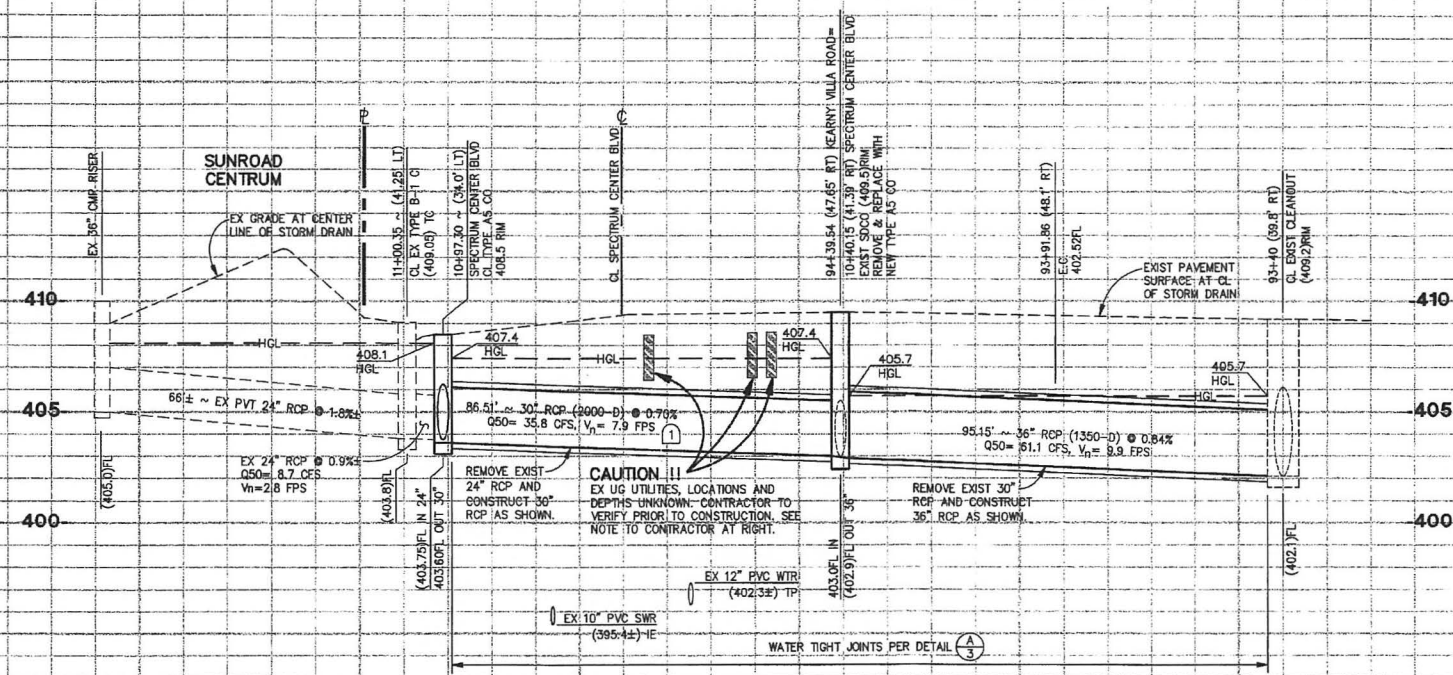 EX 36" CMP RISER
SUNROAD
CENTRUM
EX GRADE AT CENTER
LINE OF STORM DRAIN
11+00.35 ~ (41.25' LT)
CL EX TYPE B-1 CI
(409.05) TC
10+97.30 ~ (34.0' LT)
SPECTRUM CENTER BLVD
CL TYPE A5 CO
408.5 RIM
CL SPECTRUM CENTER BLVD
94+39.54 (47.65' RT) KEARNY VILLA ROAD=
10+40.15 (41.39' RT) SPECTRUM CENTER BLVD
EXIST SDCO (409.5)RIM
REMOVE & REPLACE WITH
NEW TYPE A5 CO
93+91.86 (48.1' RT)
E.C.
402.52FL
EXIST PAVEMENT
SURFACE AT CL
OF STORM DRAIN
93+40 (39.8' RT)
CL EXIST CLEANOUT
(409.2)RIM
410
410
HGL
408.1
HGL
407.4
HGL
HGL
407.4
HGL
405.7
HGL
405.7
HGL
HGL
405
405
66'± ~ EX PVT 24" RCP @ 1.8%±
86.51' ~ 30" RCP (2000-D) @ 0.70%
Q50= 35.8 CFS, Vn= 7.9 FPS
1
95.15' ~ 36" RCP (1350-D) @ 0.84%
Q50= 61.1 CFS, Vn= 9.9 FPS
EX 24" RCP @ 0.9%±
Q50= 8.7 CFS
Vn=2.8 FPS
REMOVE EXIST
24" RCP AND
CONSTRUCT 30"
RCP AS SHOWN.
CAUTION !!
EX UG UTILITIES, LOCATIONS AND
DEPTHS UNKNOWN. CONTRACTOR TO
VERIFY PRIOR TO CONSTRUCTION. SEE
NOTE TO CONTRACTOR AT RIGHT.
REMOVE EXIST 30"
RCP AND CONSTRUCT
36" RCP AS SHOWN.
400
400
(405.0)FL
(403.8)FL
(403.75)FL IN 24"
403.60FL OUT 30"
403.0FL IN
(402.9)FL OUT 36"
(402.1)FL
EX 12" PVC WTR
(402.3±) TP
EX 10" PVC SWR
(395.4±) IE
WATER TIGHT JOINTS PER DETAIL A
3